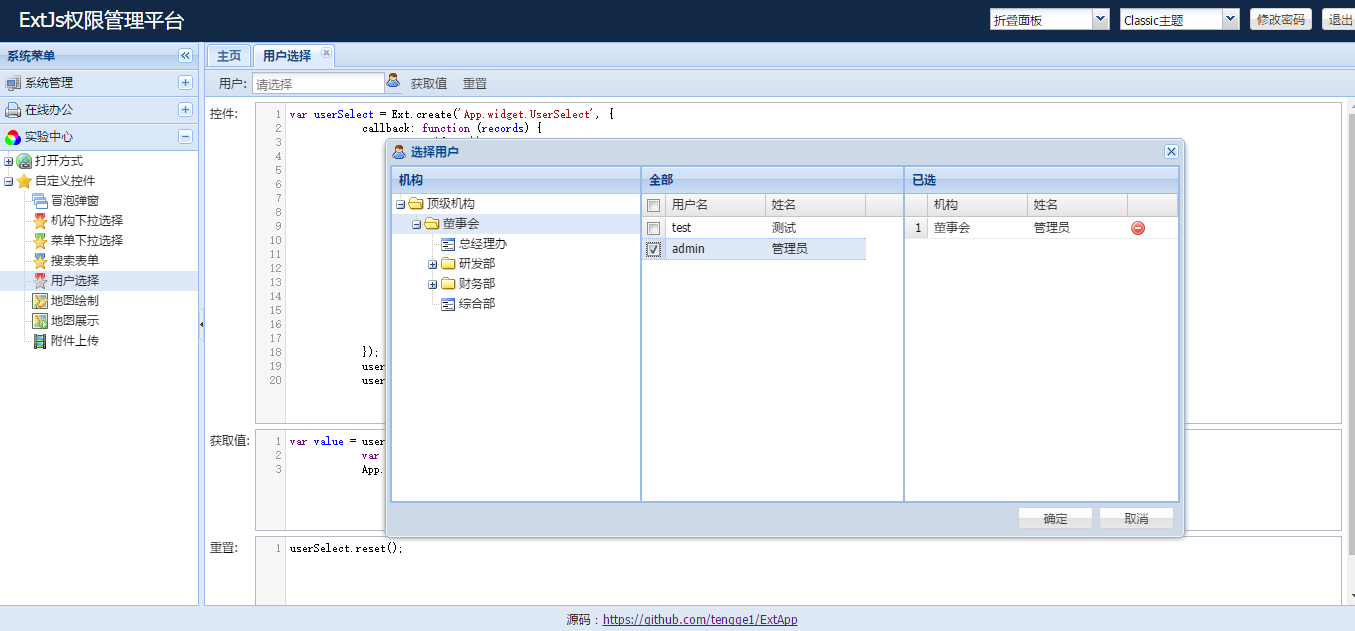 ExtJs权限管理平台
折叠面板
Classic主题
修改密码
退出
系统菜单
主页
用户选择
系统管理
在线办公
实验中心
打开方式
自定义控件
冒泡弹窗
机构下拉选择
菜单下拉选择
搜索表单
用户选择
地图绘制
地图展示
附件上传
用户:
请选择
获取值
重置
控件:
1 var userSelect = Ext.create('App.widget.UserSelect', {
2 callback: function (records) {
3
4
5
6
7
8
9
10
11
12
13
14
15
16
17
18 });
19 user
20 user
选择用户
机构
全部
已选
顶级机构
董事会
总经理办
研发部
财务部
综合部
用户名 姓名
test 测试
admin 管理员
机构 姓名
1 董事会 管理员
确定
取消
获取值:
1 var value = user
2 var
3 App.
重置:
1 userSelect.reset();
源码：https://github.com/tengge1/ExtApp